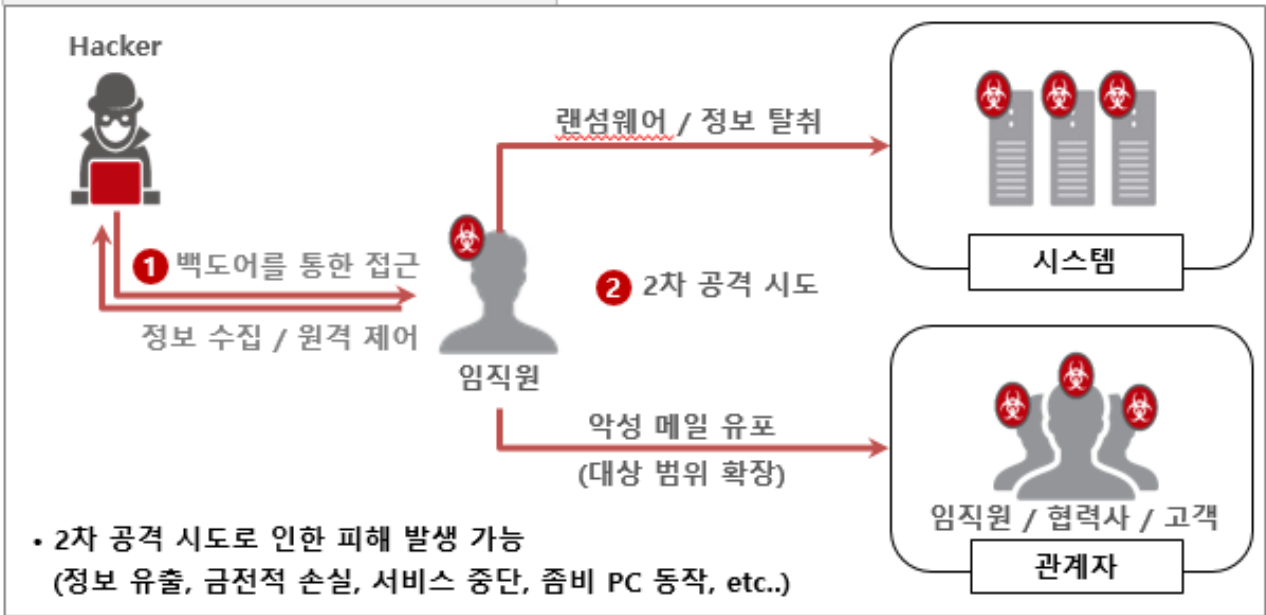 Hacker
랜섬웨어 / 정보 탈취
시스템
1 백도어를 통한 접근
2 2차 공격 시도
정보 수집 / 원격 제어
임직원
악성 메일 유포
(대상 범위 확장)
임직원 / 협력사 / 고객
관계자
• 2차 공격 시도로 인한 피해 발생 가능
(정보 유출, 금전적 손실, 서비스 중단, 좀비 PC 동작, etc..)